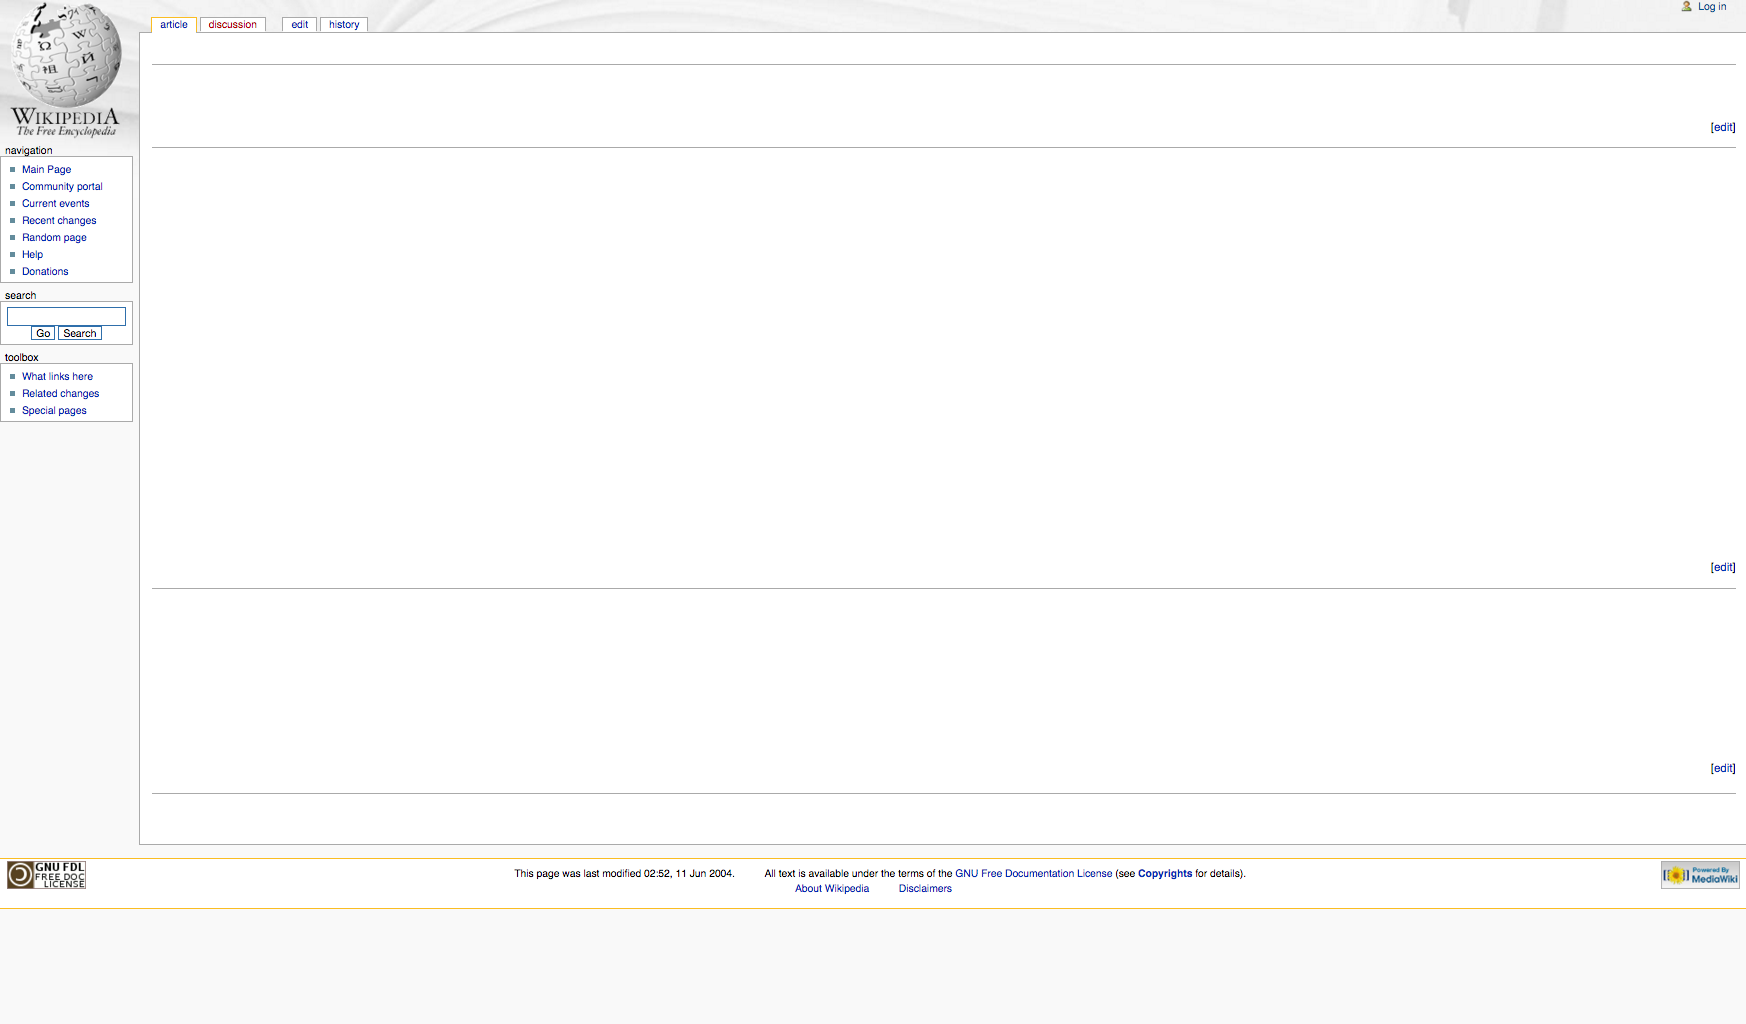 Log in
article discussion edit history
WIKIPEDIA
The Free Encyclopedia
[edit]
navigation
Main Page
Community portal
Current events
Recent changes
Random page
Help
Donations
search
Go Search
toolbox
What links here
Related changes
Special pages
[edit]
[edit]
GNU FDL
FREE DOC
LICENSE
This page was last modified 02:52, 11 Jun 2004. All text is available under the terms of the GNU Free Documentation License (see Copyrights for details).
About Wikipedia Disclaimers
Powered By
MediaWiki